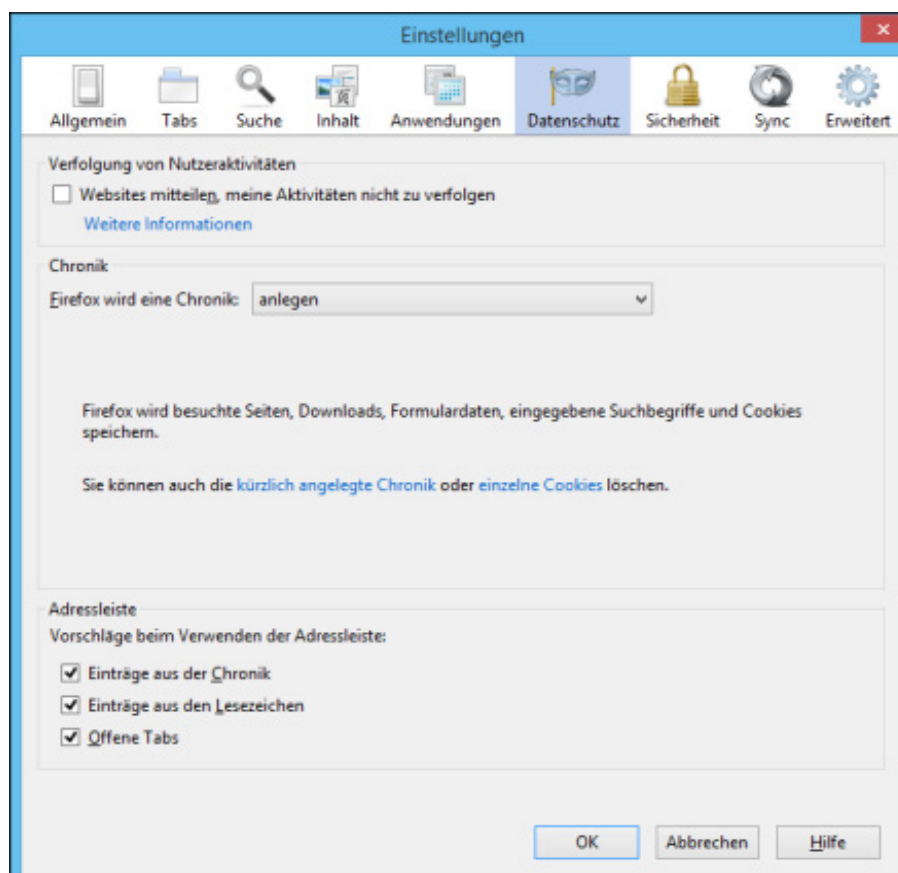 Einstellungen
Allgemein Tabs Suche Inhalt Anwendungen Datenschutz Sicherheit Sync Erweitert
Verfolgung von Nutzeraktivitäten
Websites mitteilen, meine Aktivitäten nicht zu verfolgen
Weitere Informationen
Chronik
Firefox wird eine Chronik: anlegen
Firefox wird besuchte Seiten, Downloads, Formulardaten, eingegebene Suchbegriffe und Cookies
speichern.
Sie können auch die kürzlich angelegte Chronik oder einzelne Cookies löschen.
Adressleiste
Vorschläge beim Verwenden der Adressleiste:
Einträge aus der Chronik
Einträge aus den Lesezeichen
Offene Tabs
OK Abbrechen Hilfe